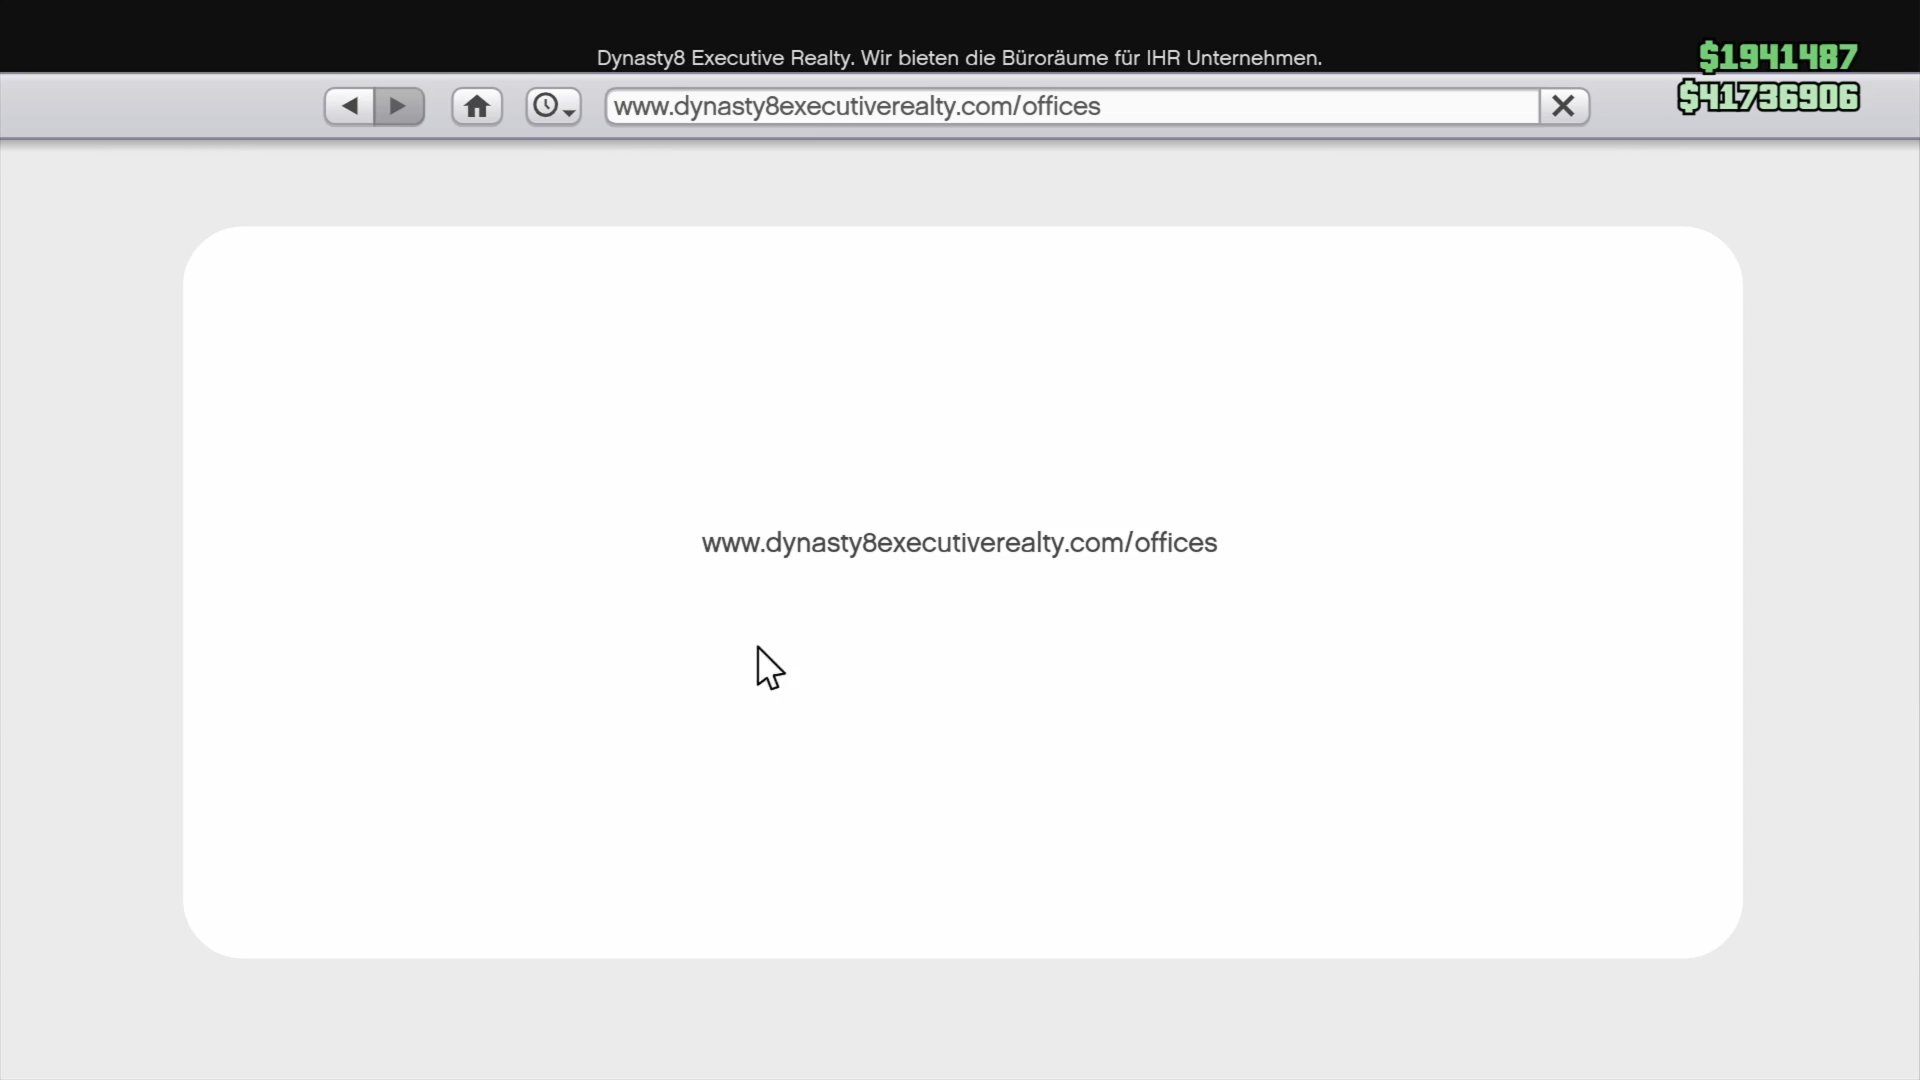 Dynasty8 Executive Realty. Wir bieten die Büroräume für IHR Unternehmen.
$1941487
www.dynasty8executiverealty.com/offices
$41736906
www.dynasty8executiverealty.com/offices